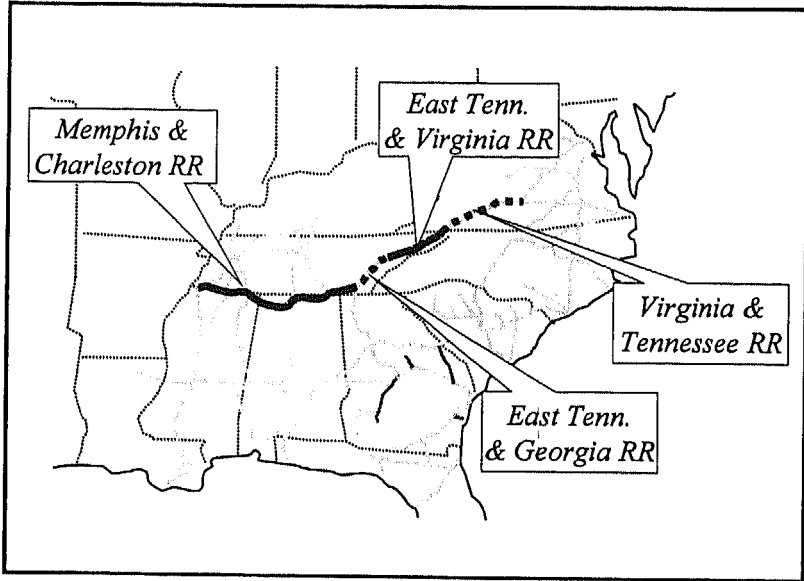 East Tenn.
& Virginia RR
Memphis &
Charleston RR
Virginia &
Tennessee RR
East Tenn.
& Georgia RR